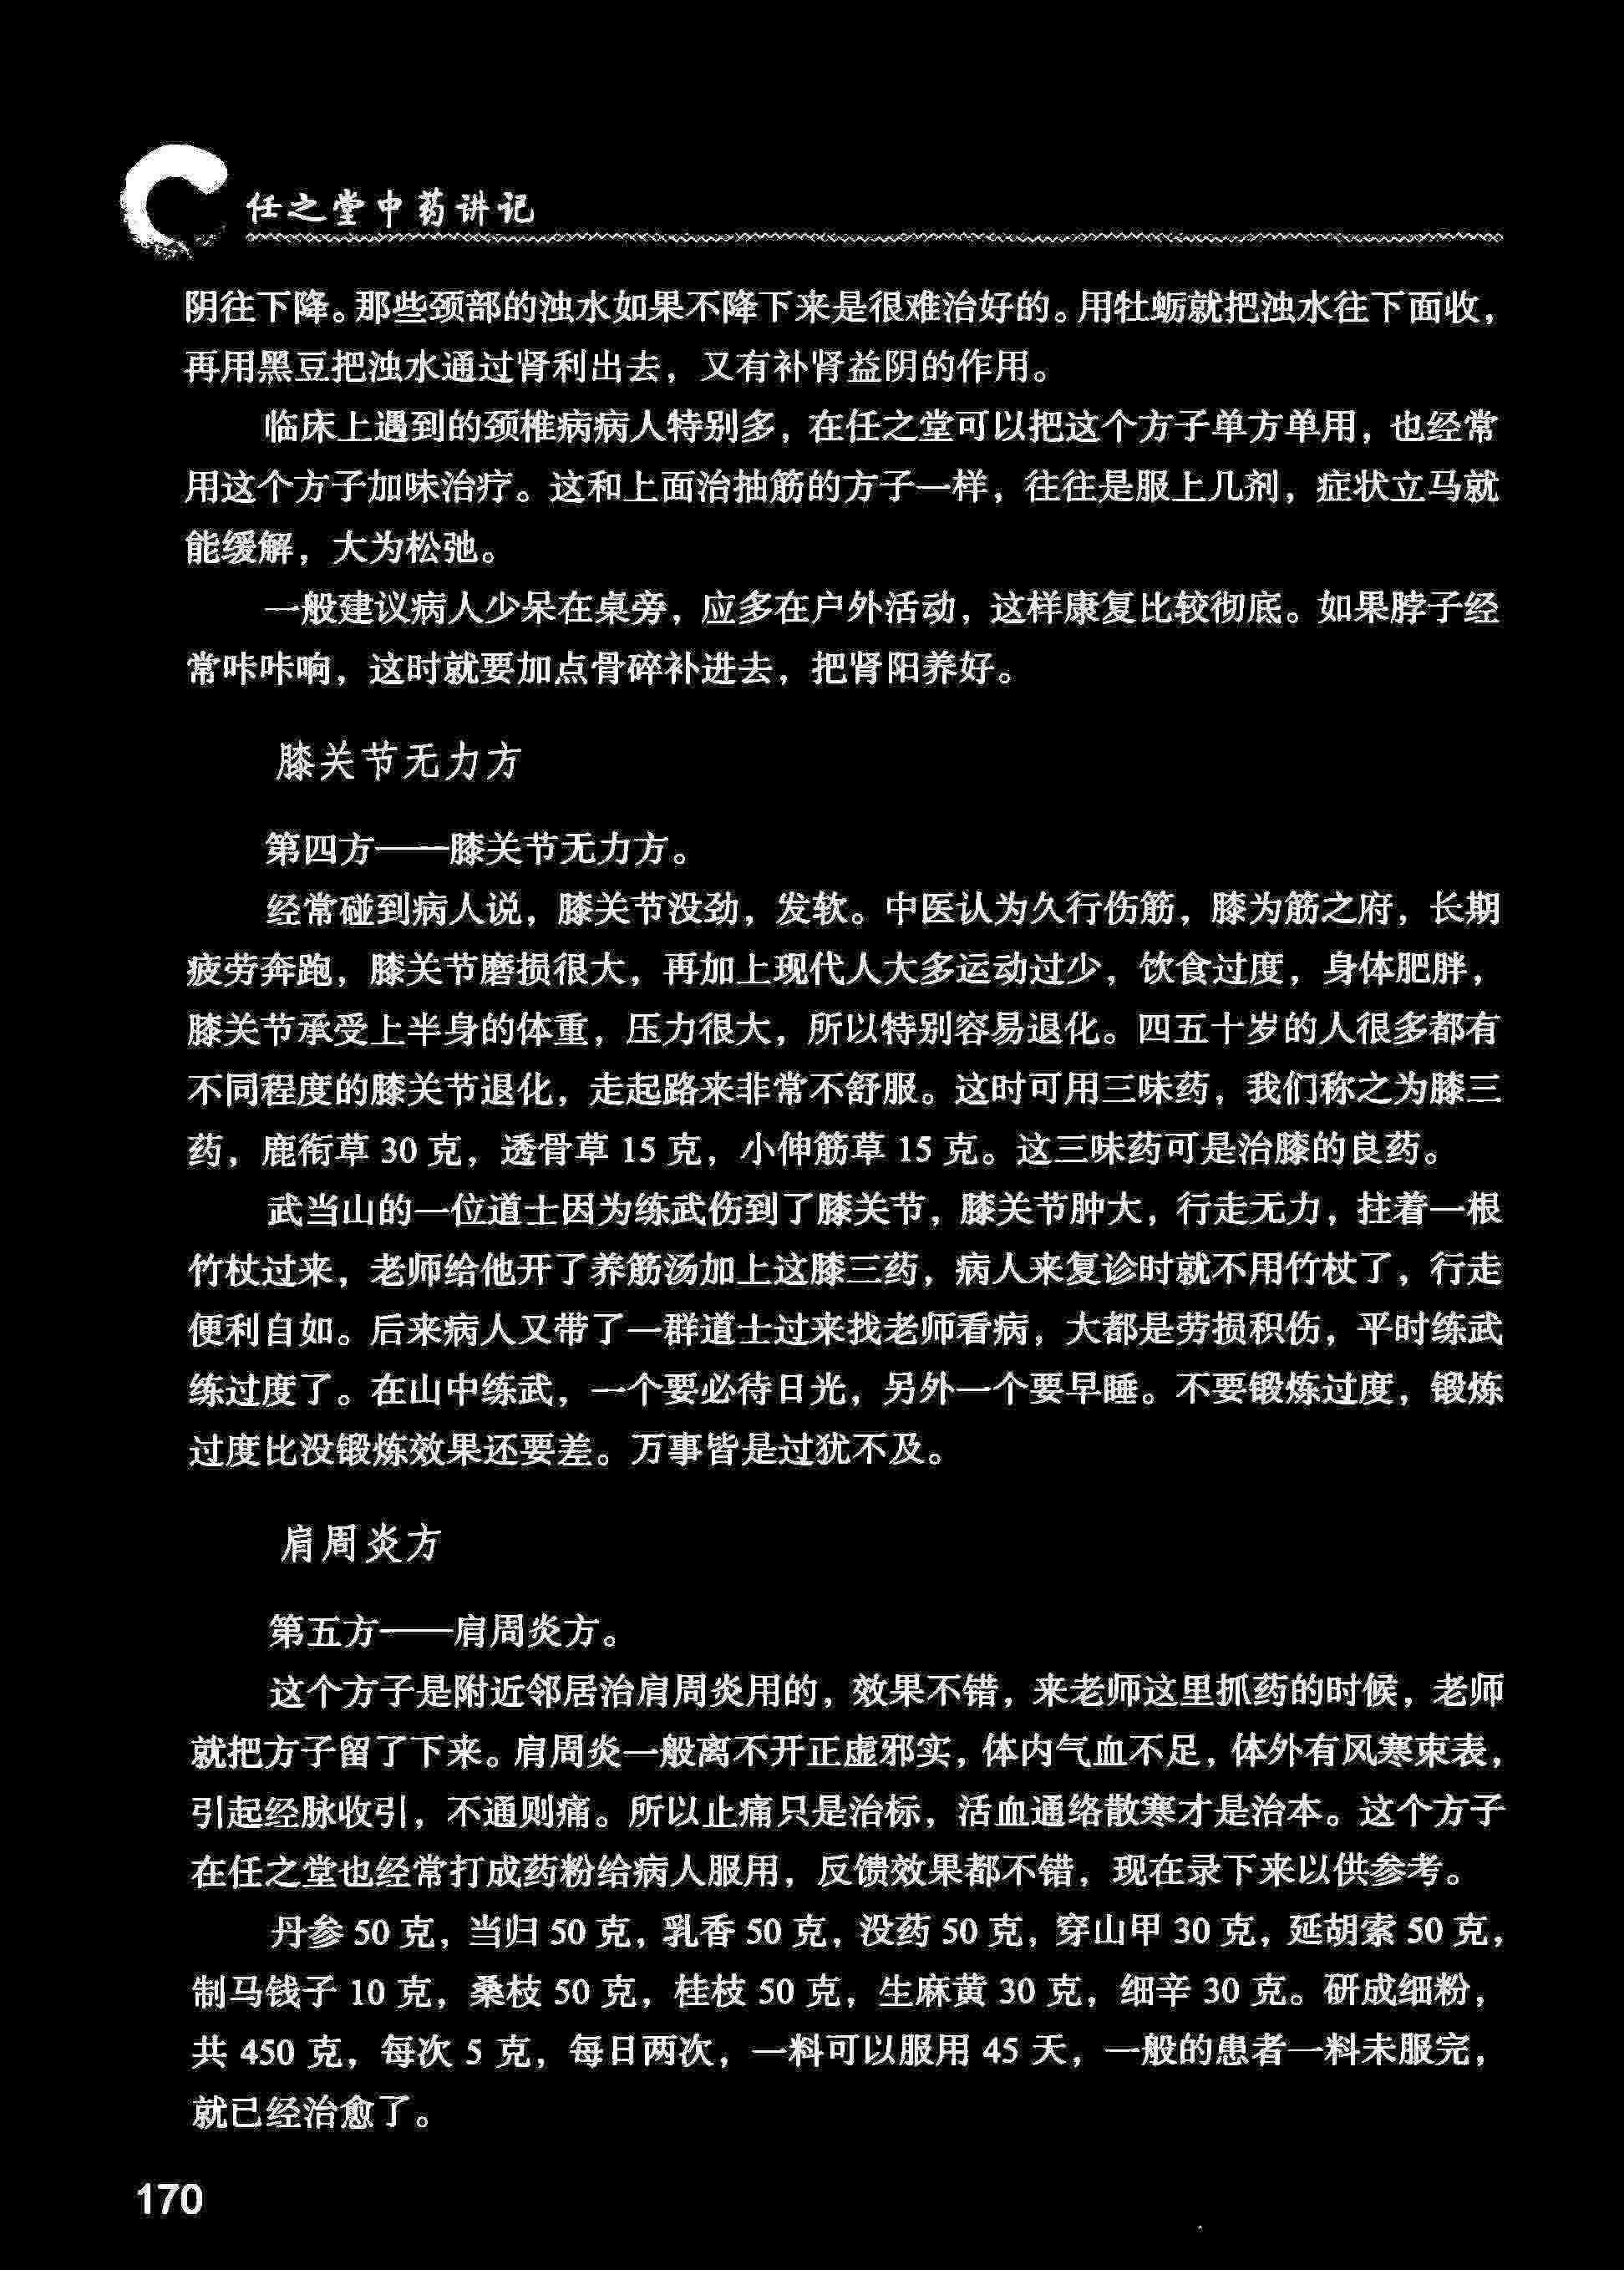 任之堂中药讲记
阴往下降。那些颈部的浊水如果不降下来是很难治好的。用牡蛎就把浊水往下面收，
再用黑豆把浊水通过肾利出去，又有补肾益阴的作用。
临床上遇到的颈椎病病人特别多，在任之堂可以把这个方子单方单用，也经常
用这个方子加味治疗。这和上面治抽筋的方子一样，往往是服上几剂，症状立马就
能缓解，大为松弛。
一般建议病人少呆在桌旁，应多在户外活动，这样康复比较彻底。如果脖子经
常咔咔响，这时就要加点骨碎补进去，把肾阳养好。
膝关节无力方
第四方——膝关节无力方。
经常碰到病人说，膝关节没劲，发软。中医认为久行伤筋，膝为筋之府，长期
疲劳奔跑，膝关节磨损很大，再加上现代人大多运动过少，饮食过度，身体肥胖，
膝关节承受上半身的体重，压力很大，所以特别容易退化。四五十岁的人很多都有
不同程度的膝关节退化，走起路来非常不舒服。这时可用三味药，我们称之为膝三
药，鹿衔草 30 克，透骨草 15 克，小伸筋草 15 克。这三味药可是治膝的良药。
武当山的一位道士因为练武伤到了膝关节，膝关节肿大，行走无力，拄着一根
竹杖过来，老师给他开了养筋汤加上这膝三药，病人来复诊时就不用竹杖了，行走
便利自如。后来病人又带了一群道士过来找老师看病，大都是劳损积伤，平时练武
练过度了。在山中练武，一个要必待日光，另外一个要早睡。不要锻炼过度，锻炼
过度比没锻炼效果还要差。万事皆是过犹不及。
肩周炎方
第五方——肩周炎方。
这个方子是附近邻居治肩周炎用的，效果不错，来老师这里抓药的时候，老师
就把方子留了下来。肩周炎一般离不开正虚邪实，体内气血不足，体外有风寒束表，
引起经脉收引，不通则痛。所以止痛只是治标，活血通络散寒才是治本。这个方子
在任之堂也经常打成药粉给病人服用，反馈效果都不错，现在录下来以供参考。
丹参 50 克，当归 50 克，乳香 50 克，没药 50 克，穿山甲 30 克，延胡索 50 克，
制马钱子 10 克，桑枝 50 克，桂枝 50 克，生麻黄 30 克，细辛 30 克。研成细粉，
共 450 克，每次 5 克，每日两次，一料可以服用 45 天，一般的患者一料未服完，
就已经治愈了。
170